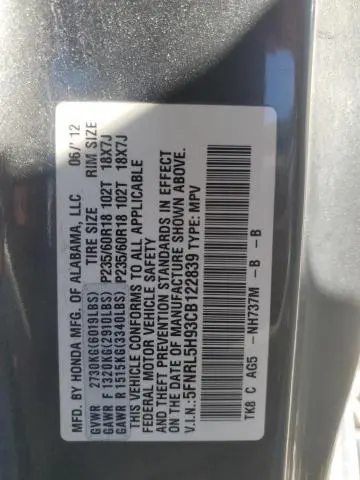 MFD. BY HONDA MFG. OF ALABAMA, LLC 06/'12
GVWR 2730KG(6019LBS) TIRE SIZE RIM SIZE
GAWR F 1320KG(2910LBS) P235/60R18 102T 18X7J
GAWR R 1515KG(3340LBS) P235/60R18 102T 18X7J
THIS VEHICLE CONFORMS TO ALL APPLICABLE
FEDERAL MOTOR VEHICLE SAFETY
AND THEFT PREVENTION STANDARDS IN EFFECT
ON THE DATE OF MANUFACTURE SHOWN ABOVE.
V.I.N.:5FNRL5H93CB122839 TYPE: MPV
TK8 C AG5 -NH737M -B -B